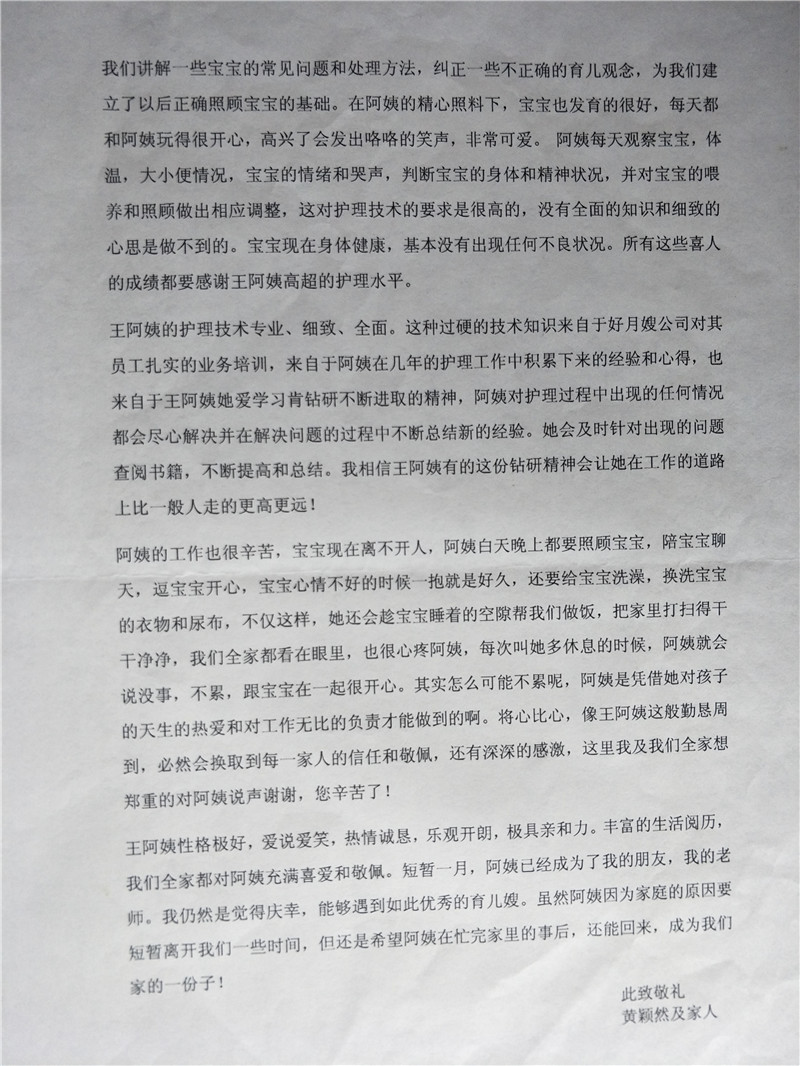 我们讲解一些宝宝的常见问题和处理方法，纠正一些不正确的育儿观念，为我们建
立了以后正确照顾宝宝的基础。在阿姨的精心照料下，宝宝也发育的很好，每天都
和阿姨玩得很开心，高兴了会发出咯咯的笑声，非常可爱。 阿姨每天观察宝宝，体
温，大小便情况，宝宝的情绪和哭声，判断宝宝的身体和精神状况，并对宝宝的喂
养和照顾做出相应调整，这对护理技术的要求是很高的，没有全面的知识和细致的
心思是做不到的。宝宝现在身体健康，基本没有出现任何不良状况。所有这些喜人
的成绩都要感谢王阿姨高超的护理水平。
王阿姨的护理技术专业、细致、全面。这种过硬的技术知识来自于好月嫂公司对其
员工扎实的业务培训，来自于阿姨在几年的护理工作中积累下来的经验和心得，也
来自于王阿姨她爱学习肯钻研不断进取的精神，阿姨对护理过程中出现的任何情况
都会尽心解决并在解决问题的过程中不断总结新的经验。她会及时针对出现的问题
查阅书籍，不断提高和总结。我相信王阿姨有的这份钻研精神会让她在工作的道路
上比一般人走的更高更远！
阿姨的工作也很辛苦，宝宝现在离不开人，阿姨白天晚上都要照顾宝宝，陪宝宝聊
天，逗宝宝开心，宝宝心情不好的时候一抱就是好久，还要给宝宝洗澡，换洗宝宝
的衣物和尿布，不仅这样，她还会趁宝宝睡着的空隙帮我们做饭，把家里打扫得干
干净净，我们全家都看在眼里，也很心疼阿姨，每次叫她多休息的时候，阿姨就会
说没事，不累，跟宝宝在一起很开心。其实怎么可能不累呢，阿姨是凭借她对孩子
的天生的热爱和对工作无比的负责才能做到的啊。将心比心，像王阿姨这般勤恳周
到，必然会换取到每一家人的信任和敬佩，还有深深的感激，这里我及我们全家想
郑重的对阿姨说声谢谢，您辛苦了！
王阿姨性格极好，爱说爱笑，热情诚恳，乐观开朗，极具亲和力。丰富的生活阅历，
我们全家都对阿姨充满喜爱和敬佩。短暂一月，阿姨已经成为了我的朋友，我的老
师。我仍然是觉得庆幸，能够遇到如此优秀的育儿嫂。虽然阿姨因为家庭的原因要
短暂离开我们一些时间，但还是希望阿姨在忙完家里的事后，还能回来，成为我们
家的一份子！
此致敬礼
黄颖然及家人